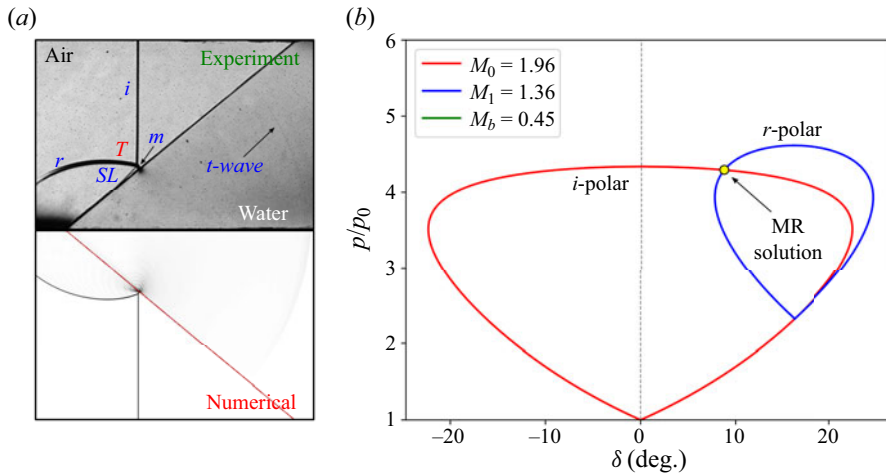 (a)
Air
Experiment
i
T
m
r
SL
t-wave
Water
Numerical
(b)
6
5
4
3
2
1
p/p₀
M₀ = 1.96
M₁ = 1.36
M_b = 0.45
r-polar
i-polar
MR
solution
−20
−10
0
10
20
δ (deg.)